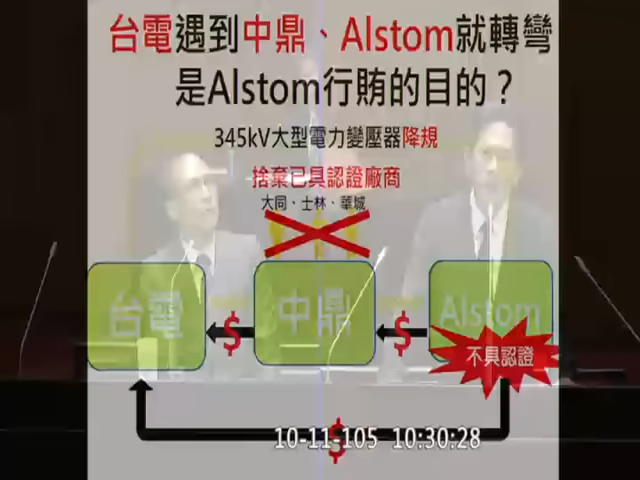 台電遇到中鼎、Alstom就轉彎
是Alstom行賄的目的？
345kV大型電力變壓器降規
捨棄已具認證廠商
大同、士林、華城
台電
$
中鼎
$
Alstom
不具認證
$
10-11-105 10:30:28